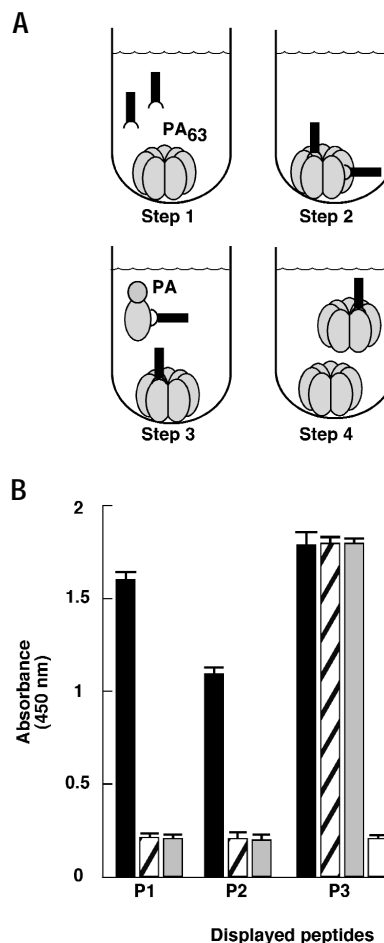 A
PA63
Step 1
Step 2
PA
Step 3
Step 4
B
2
1.5
1
0.5
0
Absorbance
(450 nm)
P1
P2
P3
Displayed peptides